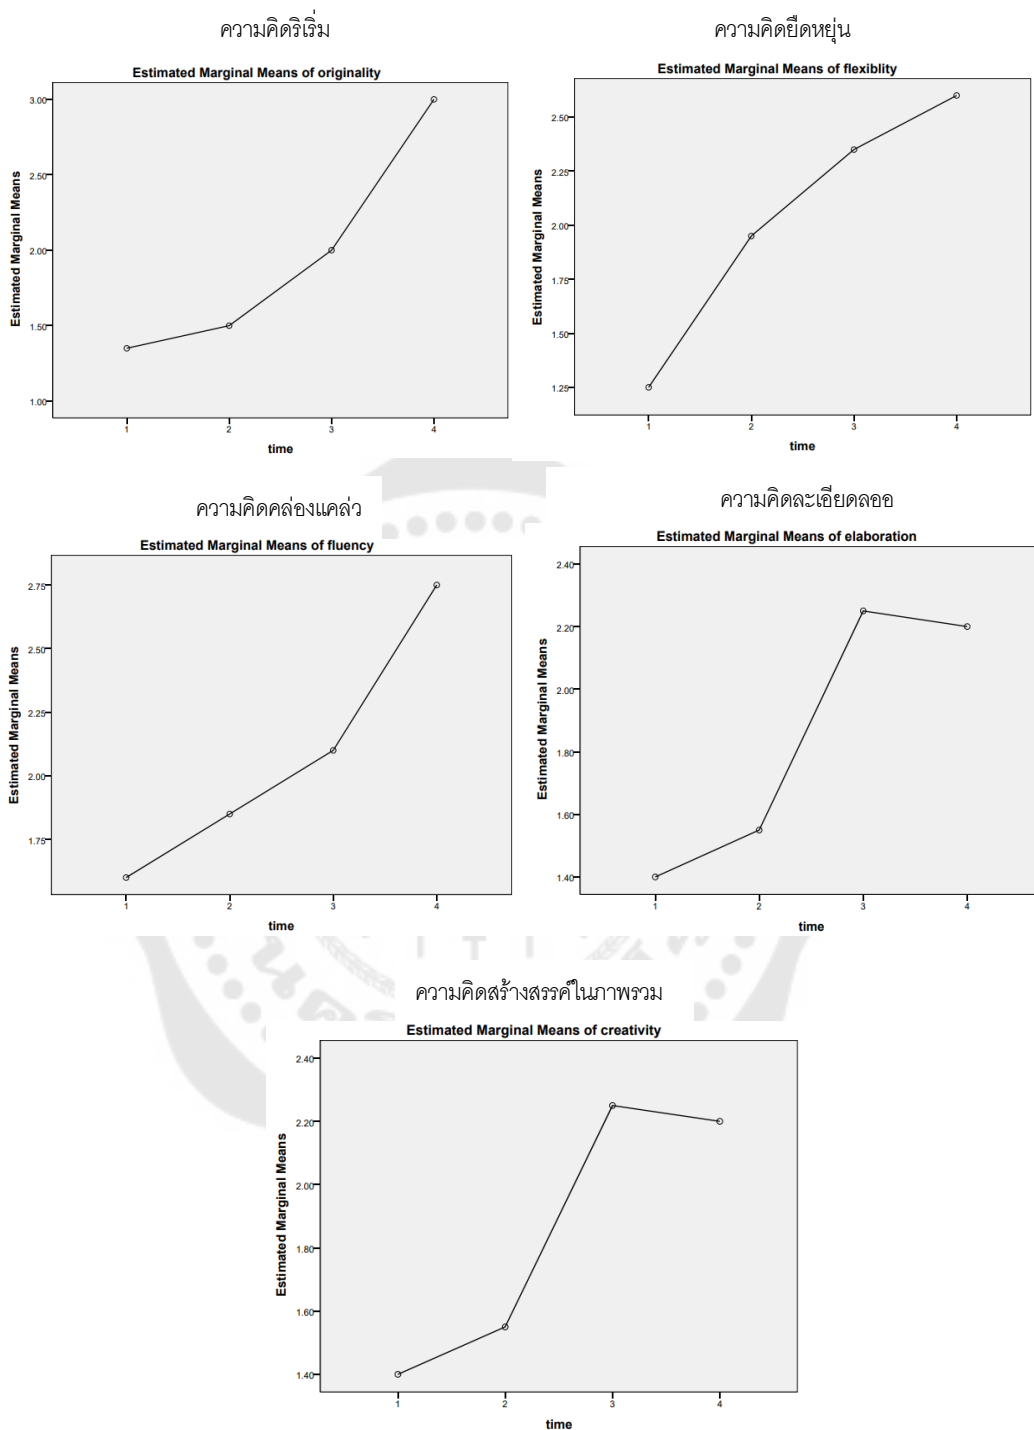 ความคิดริเริ่ม
Estimated Marginal Means of originality
Estimated Marginal Means
3.00
2.50
2.00
1.50
1.00
1 2 3 4
time
ความคิดยืดหยุ่น
Estimated Marginal Means of flexiblity
Estimated Marginal Means
2.50
2.25
2.00
1.75
1.50
1.25
1 2 3 4
time
ความคิดคล่องแคล่ว
Estimated Marginal Means of fluency
Estimated Marginal Means
2.75
2.50
2.25
2.00
1.75
1 2 3 4
time
ความคิดละเอียดลออ
Estimated Marginal Means of elaboration
Estimated Marginal Means
2.40
2.20
2.00
1.80
1.60
1.40
1 2 3 4
time
ความคิดสร้างสรรค์ในภาพรวม
Estimated Marginal Means of creativity
Estimated Marginal Means
2.40
2.20
2.00
1.80
1.60
1.40
1 2 3 4
time